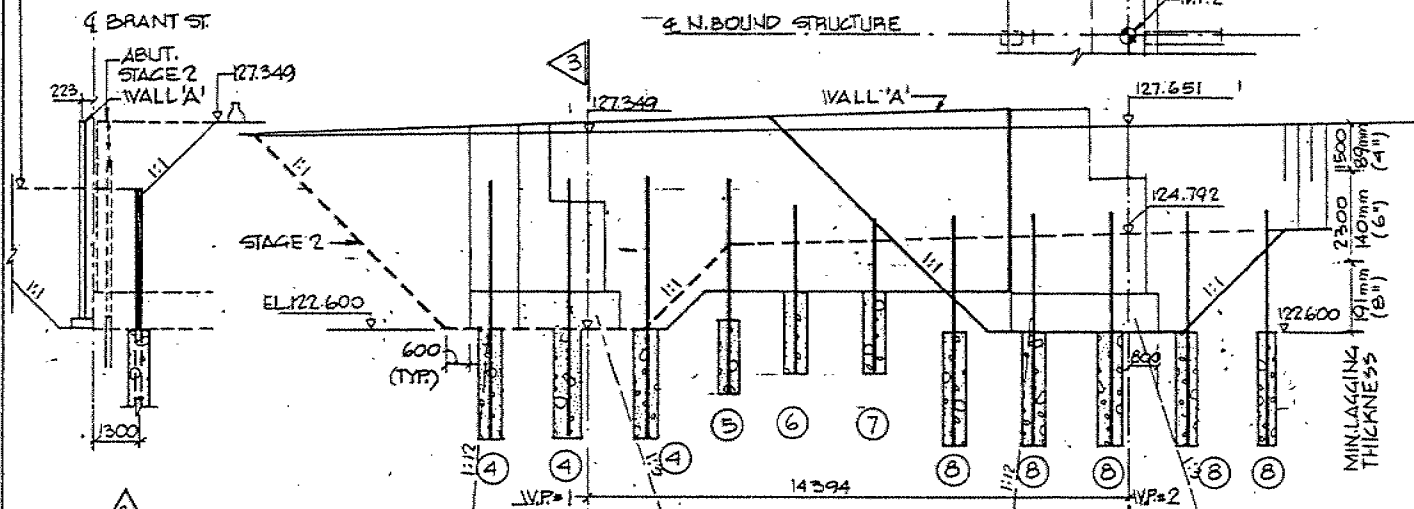 ℄ BRANT ST.
℄ N.BOUND STRUCTURE
ABUT.
STAGE 2
WALL 'A'
127.349
223
3
127.349
WALL 'A'
127.651
1:1
1:1
1500
89mm
(4")
124.792
2300
140mm
(6")
STAGE 2
1:1
1:1
1:1
1:1
EL.122.600
191mm
(8")
122600
600
(TYP.)
800
MIN.LAGGING
THICKNESS
1300
5
6
7
4
4
4
8
8
8
8
8
1:12
1:12
14394
W.P.#1
W.P.#2